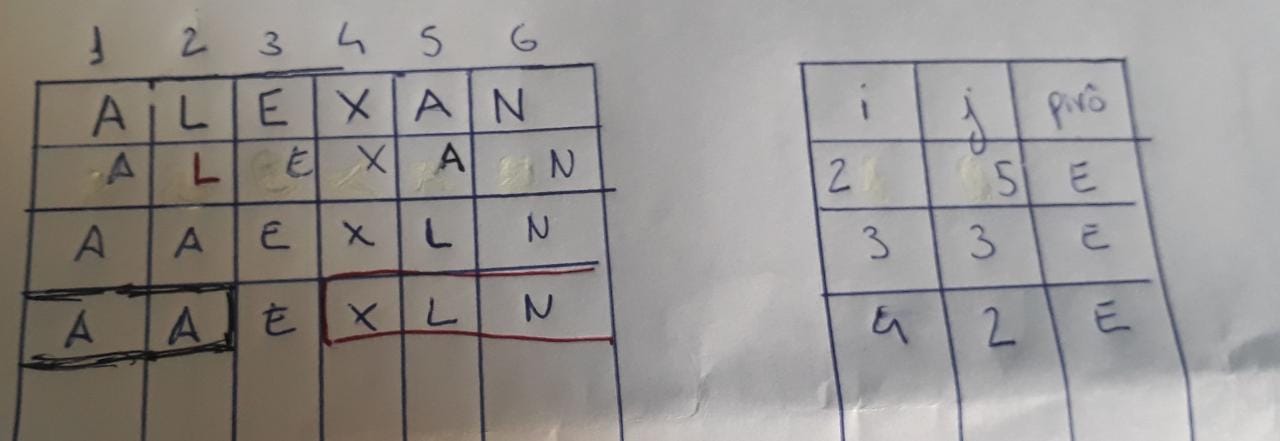 1 2 3 4 5 6
A L E X A N i j pivô
A L E X A N 2 5 E
A A E X L N 3 3 E
A A E X L N 4 2 E